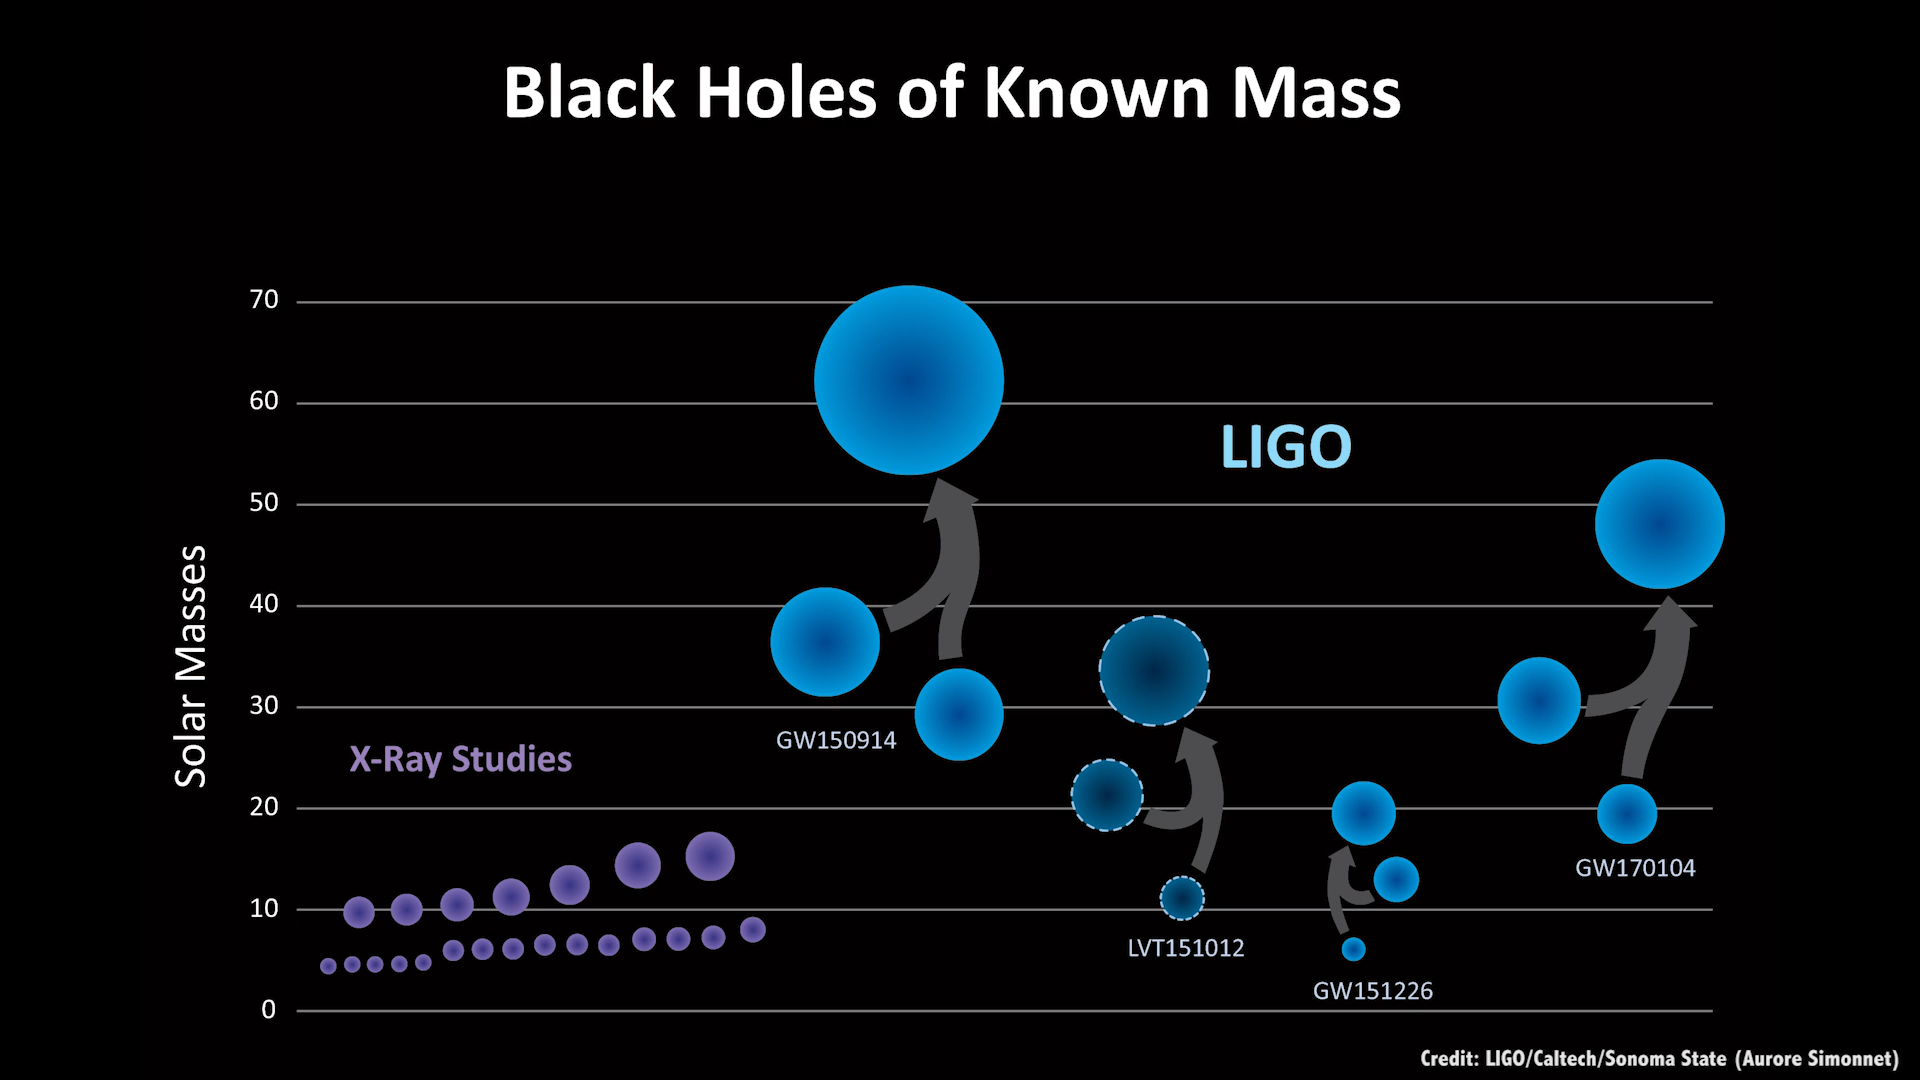 Black Holes of Known Mass
70
60
LIGO
50
40
Solar Masses
30
GW150914
X-Ray Studies
20
GW170104
10
LVT151012
GW151226
0
Credit: LIGO/Caltech/Sonoma State (Aurore Simonnet)